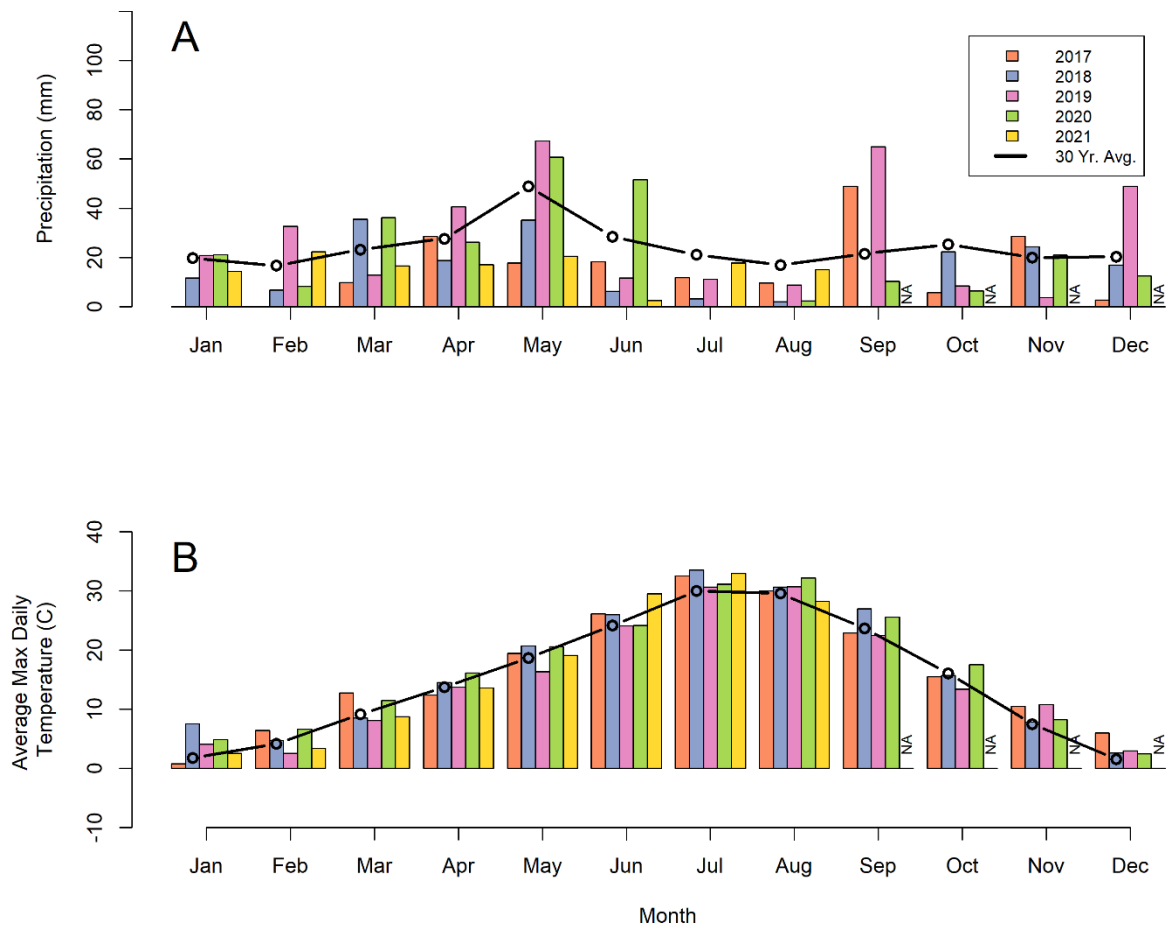 A
Precipitation (mm)
100
80
60
40
20
0
2017
2018
2019
2020
2021
30 Yr. Avg.
NA
NA
NA
NA
Jan Feb Mar Apr May Jun Jul Aug Sep Oct Nov Dec
B
Average Max Daily
Temperature (C)
40
30
20
10
0
-10
NA
NA
NA
NA
Jan Feb Mar Apr May Jun Jul Aug Sep Oct Nov Dec
Month